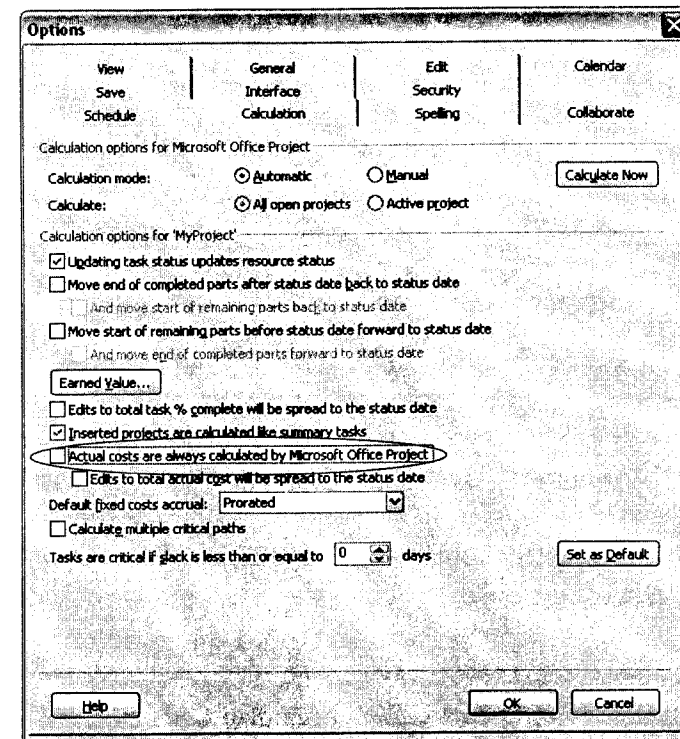 Options
View General Edit Calendar
Save Interface Security
Schedule Calculation Spelling Collaborate
Calculation options for Microsoft Office Project
Calculation mode: Automatic Manual Calculate Now
Calculate: All open projects Active project
Calculation options for 'MyProject'
Updating task status updates resource status
Move end of completed parts after status date back to status date
And move start of remaining parts back to status date
Move start of remaining parts before status date forward to status date
And move end of completed parts forward to status date
Earned Value...
Edits to total task % complete will be spread to the status date
Inserted projects are calculated like summary tasks
Actual costs are always calculated by Microsoft Office Project
Edits to total actual cost will be spread to the status date
Default fixed costs accrual: Prorated
Calculate multiple critical paths
Tasks are critical if slack is less than or equal to 0 days Set as Default
Help OK Cancel